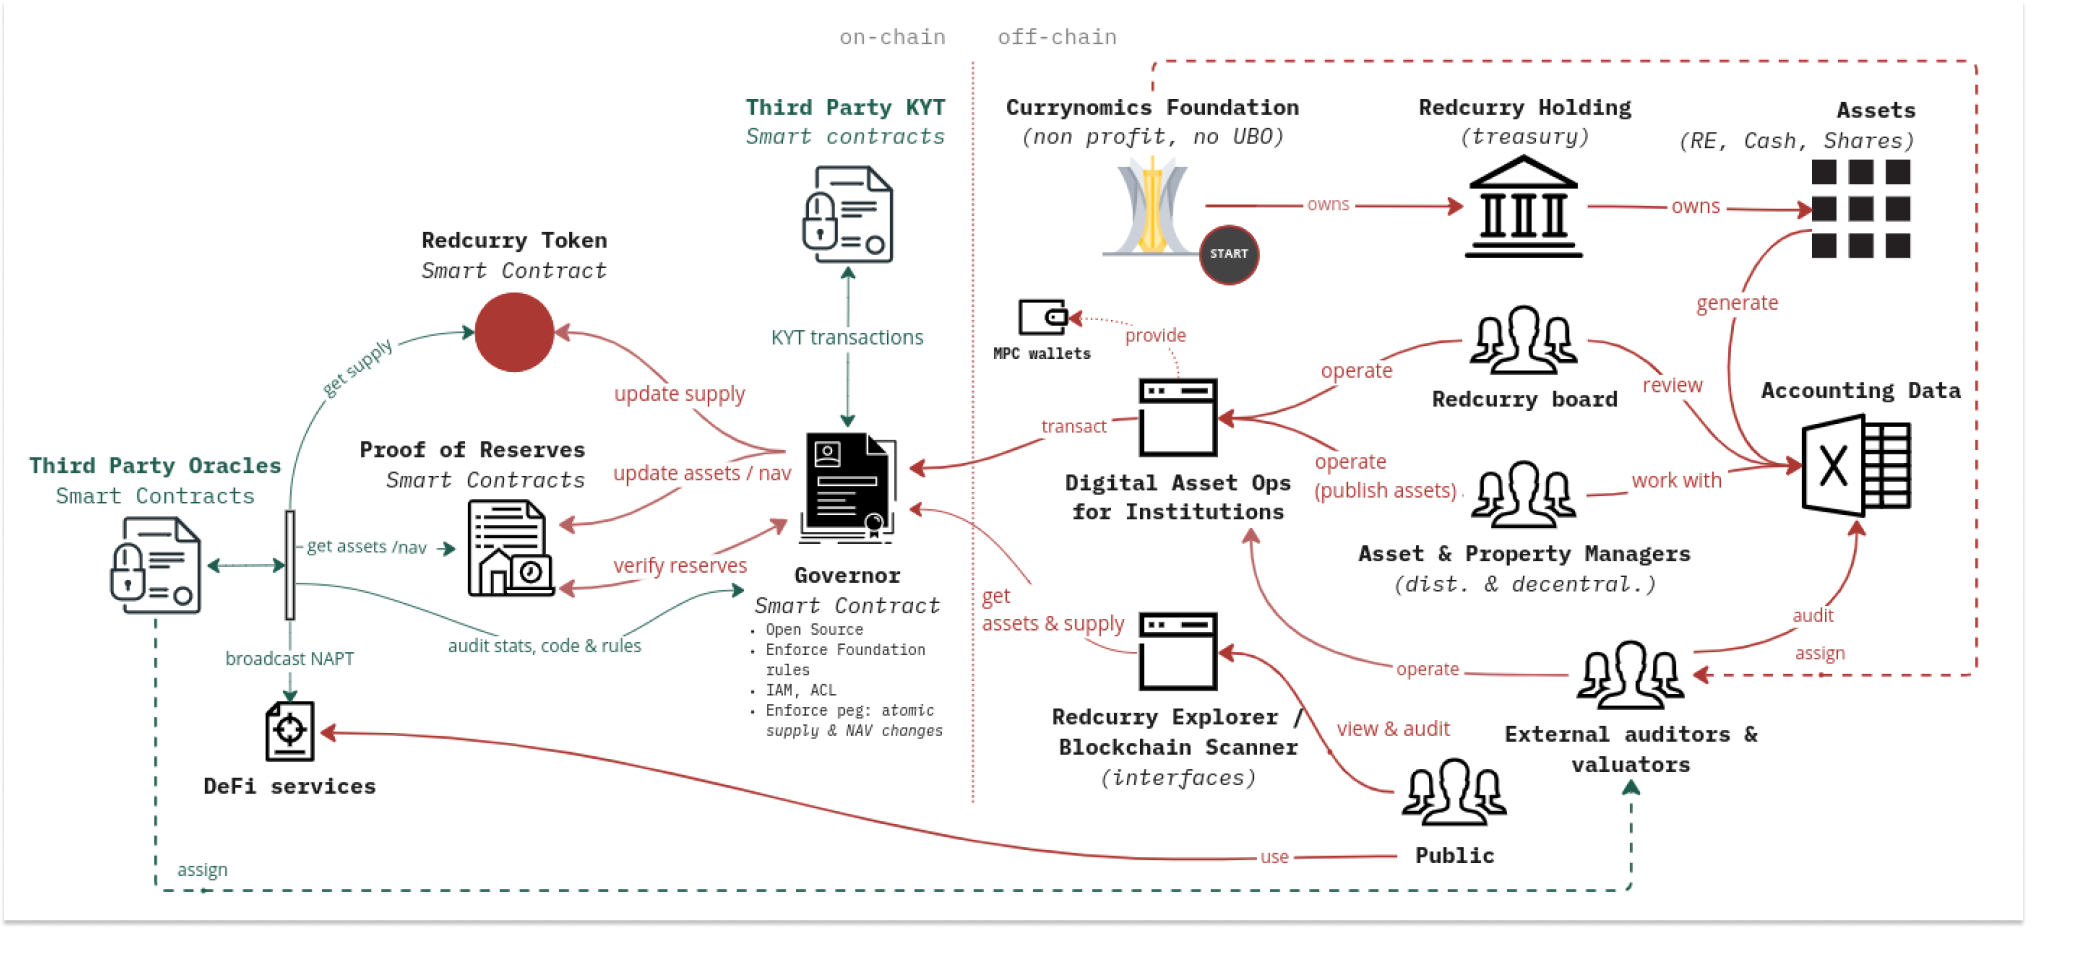 on-chain
off-chain
Third Party KYT
Smart contracts
Currynomics Foundation
(non profit, no UBO)
Redcurry Holding
(treasury)
Assets
(RE, Cash, Shares)
owns
owns
START
Redcurry Token
Smart Contract
KYT transactions
get supply
update supply
MPC wallets
provide
generate
operate
Redcurry board
review
Accounting Data
transact
Third Party Oracles
Smart Contracts
Proof of Reserves
Smart Contracts
update assets / nav
operate
(publish assets)
work with
Digital Asset Ops
for Institutions
Asset & Property Managers
(dist. & decentral.)
get assets /nav
verify reserves
Governor
Smart Contract
• Open Source
• Enforce Foundation
rules
• IAM, ACL
• Enforce peg: atomic
supply & NAV changes
audit stats, code & rules
broadcast NAPT
DeFi services
get
assets & supply
audit
assign
operate
External auditors &
valuators
Redcurry Explorer /
Blockchain Scanner
(interfaces)
view & audit
Public
use
assign